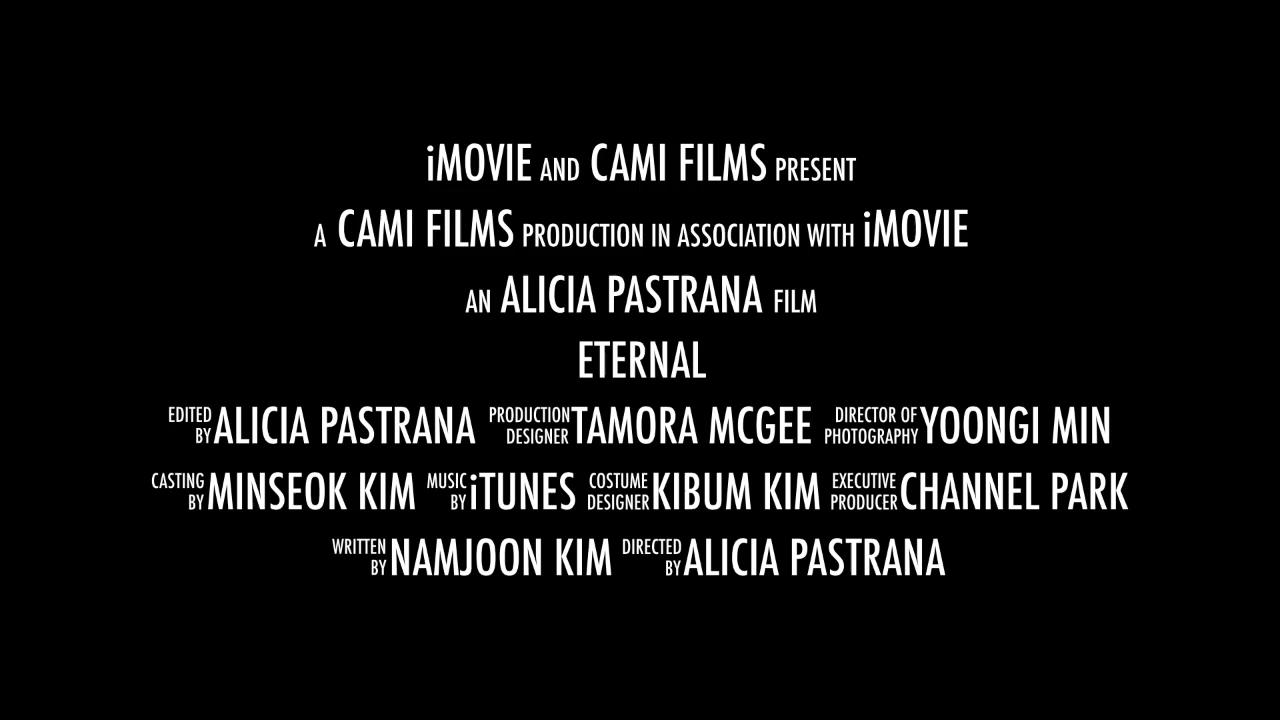 iMOVIE AND CAMI FILMS PRESENT
A CAMI FILMS PRODUCTION IN ASSOCIATION WITH iMOVIE
AN ALICIA PASTRANA FILM
ETERNAL
EDITED BY ALICIA PASTRANA PRODUCTION DESIGNER TAMORA MCGEE DIRECTOR OF PHOTOGRAPHY YOONGI MIN
CASTING BY MINSEOK KIM MUSIC BY iTUNES COSTUME DESIGNER KIBUM KIM EXECUTIVE PRODUCER CHANNEL PARK
WRITTEN BY NAMJOON KIM DIRECTED BY ALICIA PASTRANA